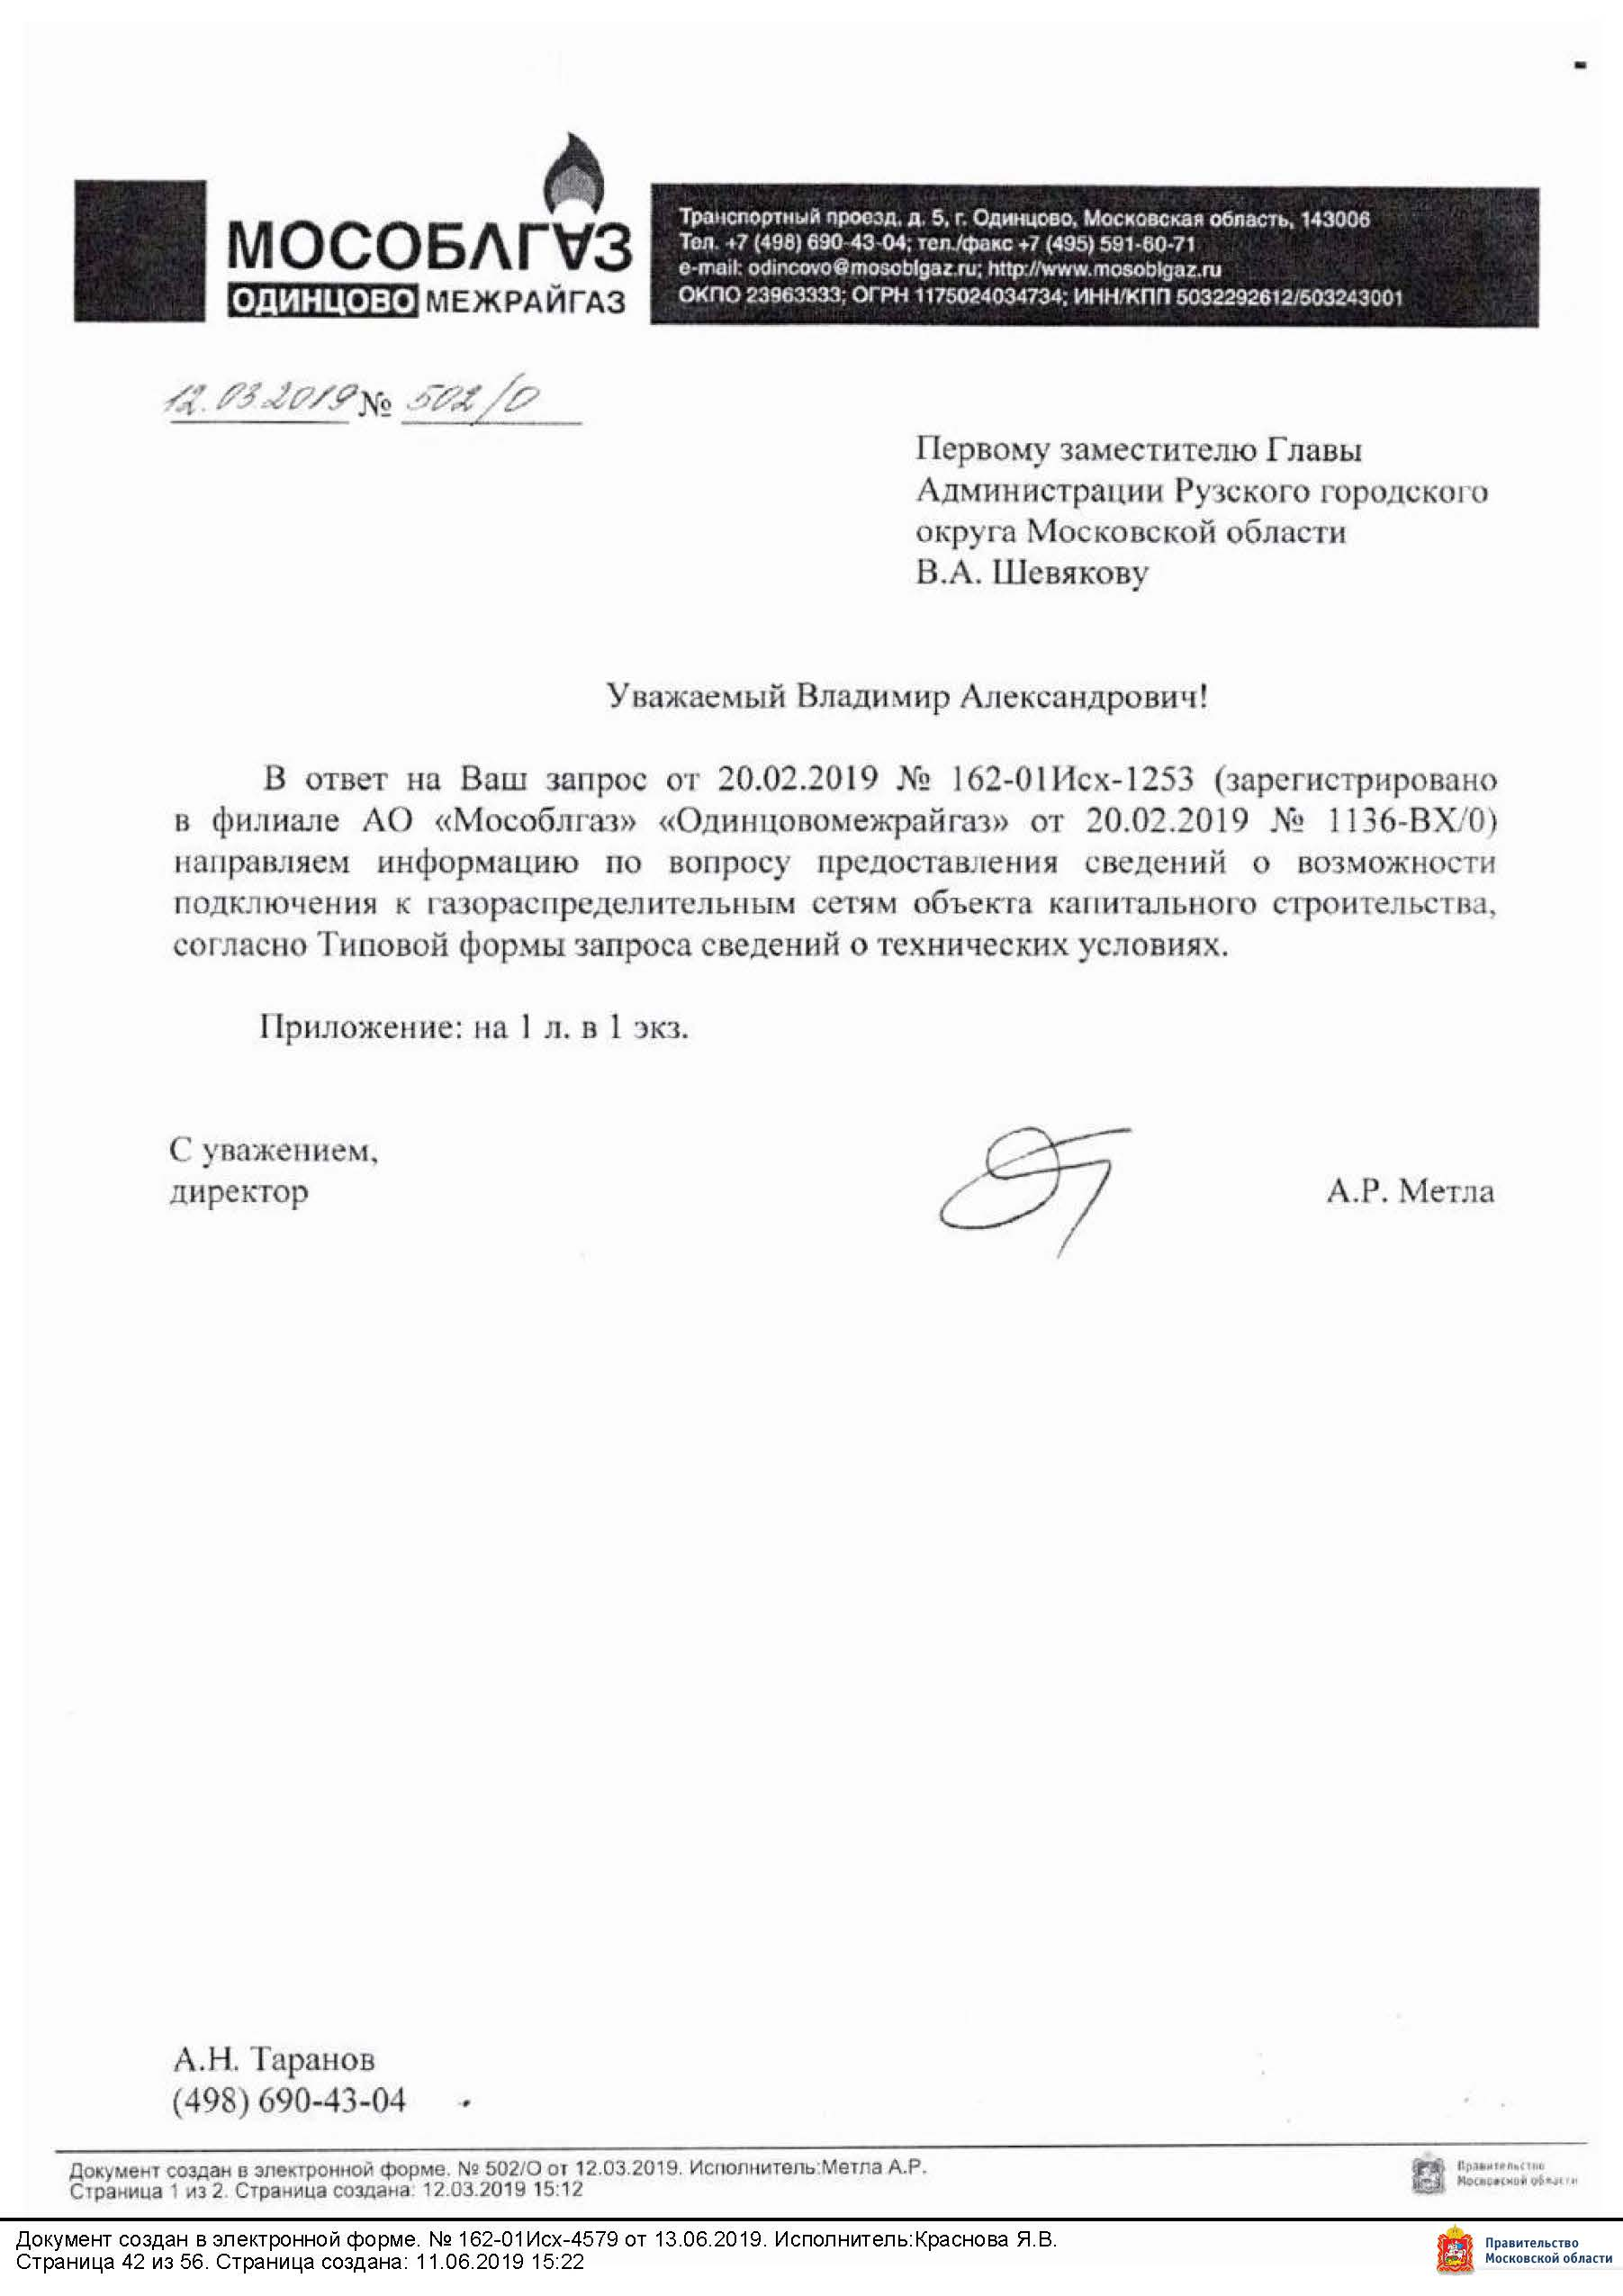 МОСОБЛГАЗ
ОДИНЦОВО МЕЖРАЙГАЗ
Транспортный проезд, д. 5, г. Одинцово, Московская область, 143006
Тел. +7 (498) 690-43-04; тел./факс +7 (495) 591-60-71
e-mail: odincovo@mosoblgaz.ru; http://www.mosoblgaz.ru
ОКПО 23963333; ОГРН 1175024034734; ИНН/КПП 5032292612/503243001
12.03.2019 № 502/О
Первому заместителю Главы
Администрации Рузского городского
округа Московской области
В.А. Шевякову
Уважаемый Владимир Александрович!
В ответ на Ваш запрос от 20.02.2019 № 162-01Исх-1253 (зарегистрировано
в филиале АО «Мособлгаз» «Одинцовомежрайгаз» от 20.02.2019 № 1136-ВХ/0)
направляем информацию по вопросу предоставления сведений о возможности
подключения к газораспределительным сетям объекта капитального строительства,
согласно Типовой формы запроса сведений о технических условиях.
Приложение: на 1 л. в 1 экз.
С уважением,
директор
А.Р. Метла
А.Н. Таранов
(498) 690-43-04
Документ создан в электронной форме. № 502/О от 12.03.2019. Исполнитель:Метла А.Р.
Страница 1 из 2. Страница создана: 12.03.2019 15:12
Правительство
Московской области
Документ создан в электронной форме. № 162-01Исх-4579 от 13.06.2019. Исполнитель:Краснова Я.В.
Страница 42 из 56. Страница создана: 11.06.2019 15:22
Правительство
Московской области